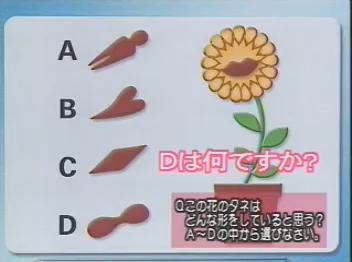 A
B
C
Dは何ですか?
D
Qこの花のタネは
どんな形をしていると思う?
A～Dの中から選びなさい。